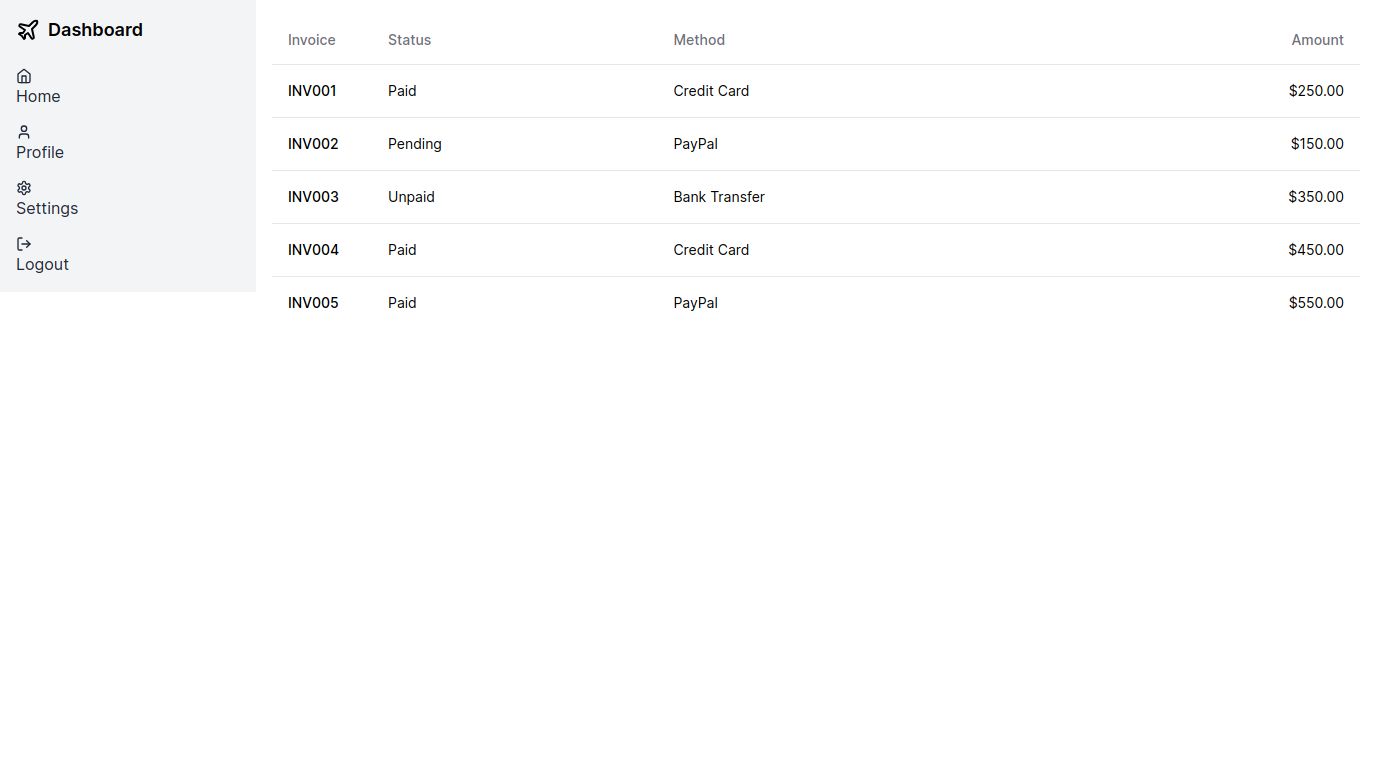 Dashboard
Home
Profile
Settings
Logout
Invoice Status Method Amount
INV001 Paid Credit Card $250.00
INV002 Pending PayPal $150.00
INV003 Unpaid Bank Transfer $350.00
INV004 Paid Credit Card $450.00
INV005 Paid PayPal $550.00